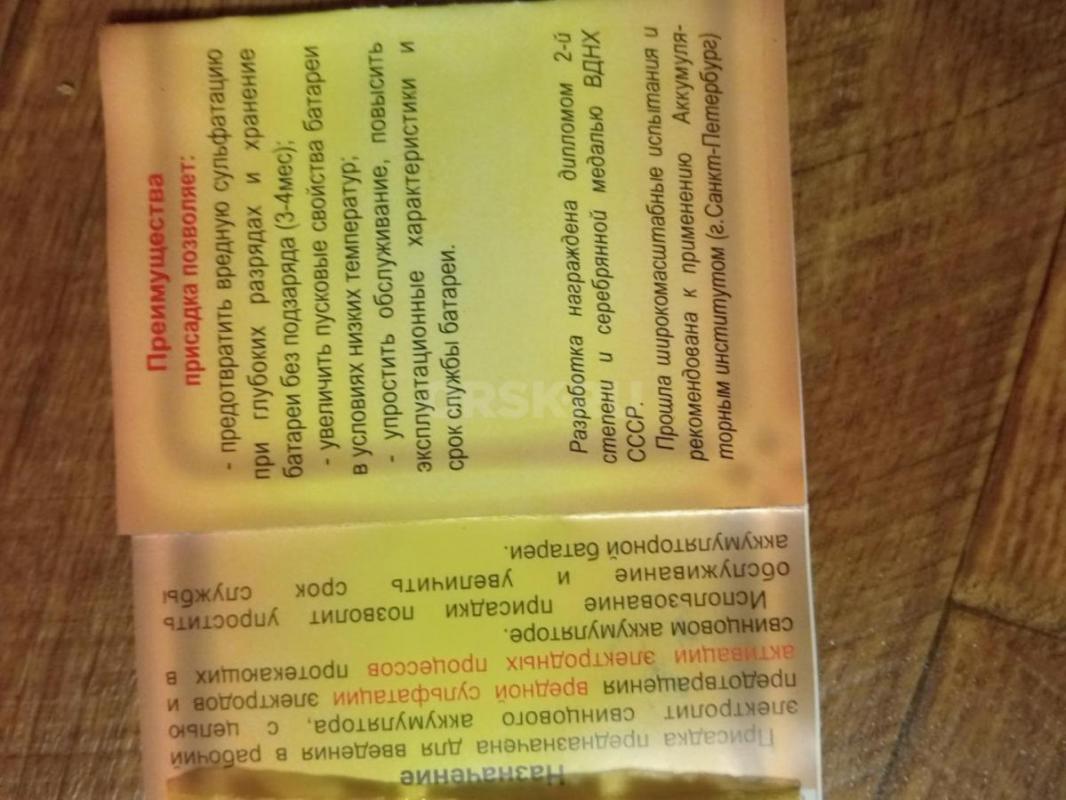 Преимущества
присадка позволяет:
- предотвратить вредную сульфатацию
при глубоких разрядах и хранение
батареи без подзаряда (3-4мес);
- увеличить пусковые свойства батареи
в условиях низких температур;
- упростить обслуживание, повысить
эксплуатационные характеристики и
срок службы батареи.
Разработка награждена дипломом 2-й
степени и серебрянной медалью ВДНХ
СССР.
Прошла широкомасштабные испытания и
рекомендована к применению Аккумуля-
торным институтом (г.Санкт-Петербург)
Назначение
Присадка предназначена для введения в рабочий
электролит свинцового аккумулятора, с целью
предотвращения вредной сульфатации электродов и
активации электродных процессов протекающих в
свинцовом аккумуляторе.
Использование присадки позволит упростить
обслуживание и увеличить срок службы
аккумуляторной батареи.